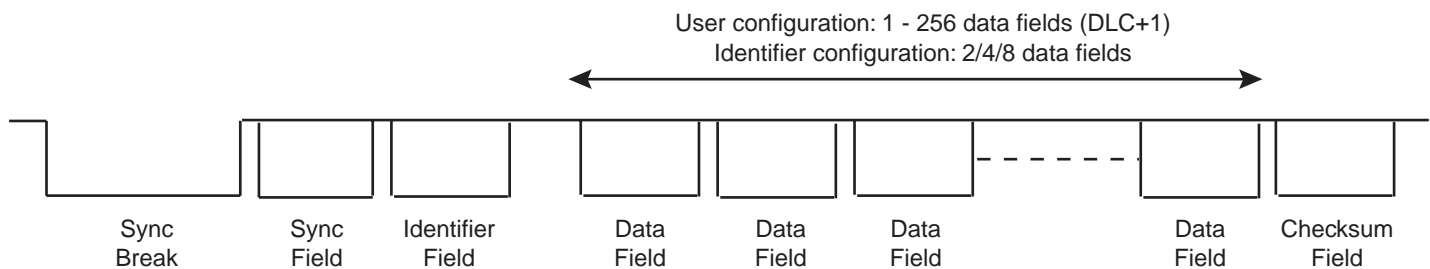 User configuration: 1 - 256 data fields (DLC+1)
Identifier configuration: 2/4/8 data fields
Sync
Break
Sync
Field
Identifier
Field
Data
Field
Data
Field
Data
Field
Data
Field
Checksum
Field